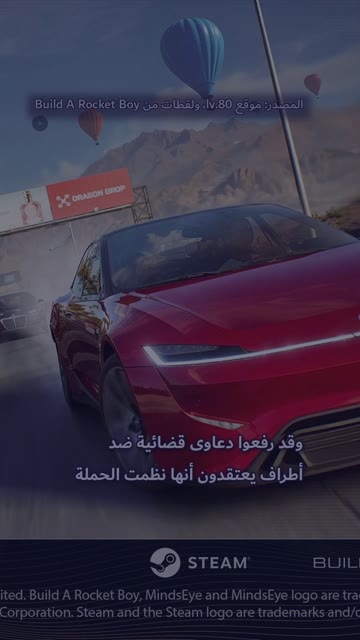 المصدر: موقع lv.80، ولقطات من Build A Rocket Boy
DRAGON DROP
وقد رفعوا دعاوى قضائية ضد
أطراف يعتقدون أنها نظمت الحملة
STEAM
BUIL
ited. Build A Rocket Boy, MindsEye and MindsEye logo are trad
Corporation. Steam and the Steam logo are trademarks and/o